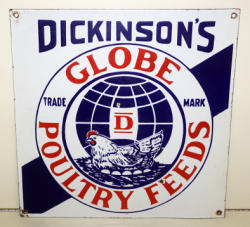 DICKINSON'S
GLOBE
TRADE MARK
D
POULTRY FEEDS